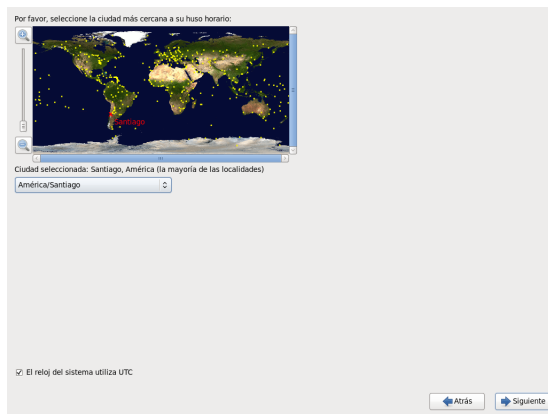 Por favor, seleccione la ciudad más cercana a su huso horario:
Santiago
Ciudad seleccionada: Santiago, América (la mayoría de las localidades)
América/Santiago
El reloj del sistema utiliza UTC
Atrás
Siguiente